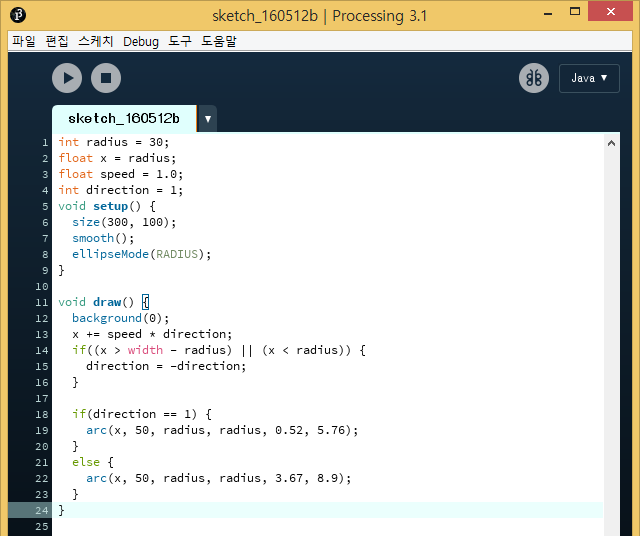 sketch_160512b | Processing 3.1
파일 편집 스케치 Debug 도구 도움말
Java ▼
sketch_160512b ▼
1 int radius = 30;
2 float x = radius;
3 float speed = 1.0;
4 int direction = 1;
5 void setup() {
6   size(300, 100);
7   smooth();
8   ellipseMode(RADIUS);
9 }
10
11 void draw() {
12   background(0);
13   x += speed * direction;
14   if((x > width - radius) || (x < radius)) {
15     direction = -direction;
16   }
17
18   if(direction == 1) {
19     arc(x, 50, radius, radius, 0.52, 5.76);
20   }
21   else {
22     arc(x, 50, radius, radius, 3.67, 8.9);
23   }
24 }
25